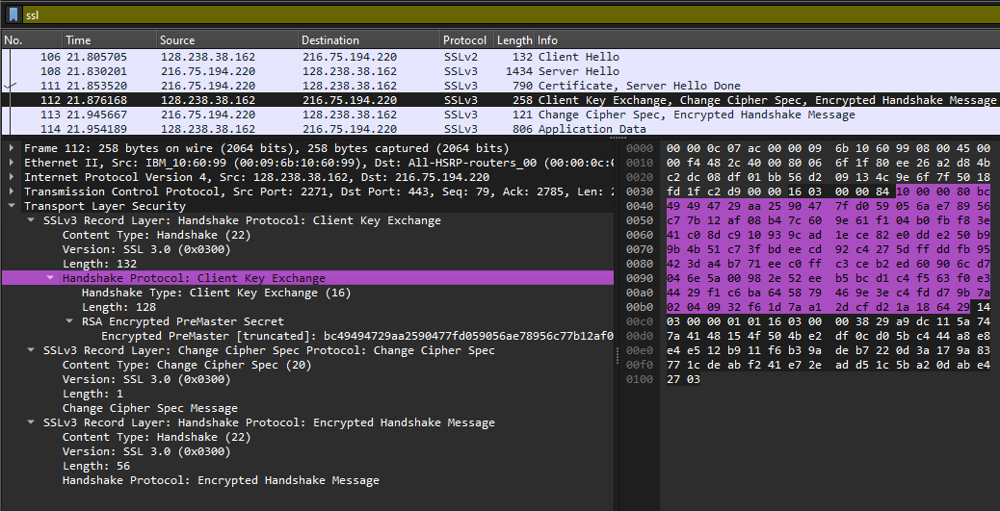 ssl
No. Time Source Destination Protocol Length Info
106 21.805705 128.238.38.162 216.75.194.220 SSLv2 132 Client Hello
108 21.830201 216.75.194.220 128.238.38.162 SSLv3 1434 Server Hello
111 21.853520 216.75.194.220 128.238.38.162 SSLv3 790 Certificate, Server Hello Done
112 21.876168 128.238.38.162 216.75.194.220 SSLv3 258 Client Key Exchange, Change Cipher Spec, Encrypted Handshake Message
113 21.945667 216.75.194.220 128.238.38.162 SSLv3 121 Change Cipher Spec, Encrypted Handshake Message
114 21.954189 128.238.38.162 216.75.194.220 SSLv3 806 Application Data
Frame 112: 258 bytes on wire (2064 bits), 258 bytes captured (2064 bits)
Ethernet II, Src: IBM_10:60:99 (00:09:6b:10:60:99), Dst: All-HSRP-routers_00 (00:00:0c:0
Internet Protocol Version 4, Src: 128.238.38.162, Dst: 216.75.194.220
Transmission Control Protocol, Src Port: 2271, Dst Port: 443, Seq: 79, Ack: 2785, Len: 2
Transport Layer Security
SSLv3 Record Layer: Handshake Protocol: Client Key Exchange
Content Type: Handshake (22)
Version: SSL 3.0 (0x0300)
Length: 132
Handshake Protocol: Client Key Exchange
Handshake Type: Client Key Exchange (16)
Length: 128
RSA Encrypted PreMaster Secret
Encrypted PreMaster [truncated]: bc49494729aa2590477fd059056ae78956c77b12af0
SSLv3 Record Layer: Change Cipher Spec Protocol: Change Cipher Spec
Content Type: Change Cipher Spec (20)
Version: SSL 3.0 (0x0300)
Length: 1
Change Cipher Spec Message
SSLv3 Record Layer: Handshake Protocol: Encrypted Handshake Message
Content Type: Handshake (22)
Version: SSL 3.0 (0x0300)
Length: 56
Handshake Protocol: Encrypted Handshake Message
0000 00 00 0c 07 ac 00 00 09 6b 10 60 99 08 00 45 00
0010 00 f4 48 2c 40 00 80 06 6f 1f 80 ee 26 a2 d8 4b
0020 c2 dc 08 df 01 bb 56 d2 09 13 4c 9e 6f 7f 50 18
0030 fd 1f c2 d9 00 00 16 03 00 00 84 10 00 00 80 bc
0040 49 49 47 29 aa 25 90 47 7f d0 59 05 6a e7 89 56
0050 c7 7b 12 af 08 b4 7c 60 9e 61 f1 04 b0 fb f8 3e
0060 41 c0 8d c9 10 93 9c ad 1e ce 82 e0 dd e2 50 b9
0070 9b 4b 51 c7 3f bd ee cd 92 c4 27 5d ff dd fb 95
0080 42 3d a4 b7 71 ee c0 ff c3 ce b2 ed 60 90 6c d7
0090 04 6e 5a 00 98 2e 52 ee b5 bc d1 c4 f5 63 f0 e3
00a0 44 29 f1 c6 ba 64 58 79 46 9e 3e c4 fd d7 9b 7a
00b0 02 04 09 32 f6 1d 7a a1 2d cf d2 1a 18 64 29 14
00c0 03 00 00 01 01 16 03 00 00 38 29 a9 dc 11 5a 74
00d0 7a 41 48 15 4f 50 4b e2 df 0c d0 5b c4 44 a8 e8
00e0 e4 e5 12 b9 11 f6 b3 9a de b7 22 0d 3a 17 9a 83
00f0 77 1c de ab f2 41 e7 2e ad d5 1c 5b a2 0d ab e4
0100 27 03